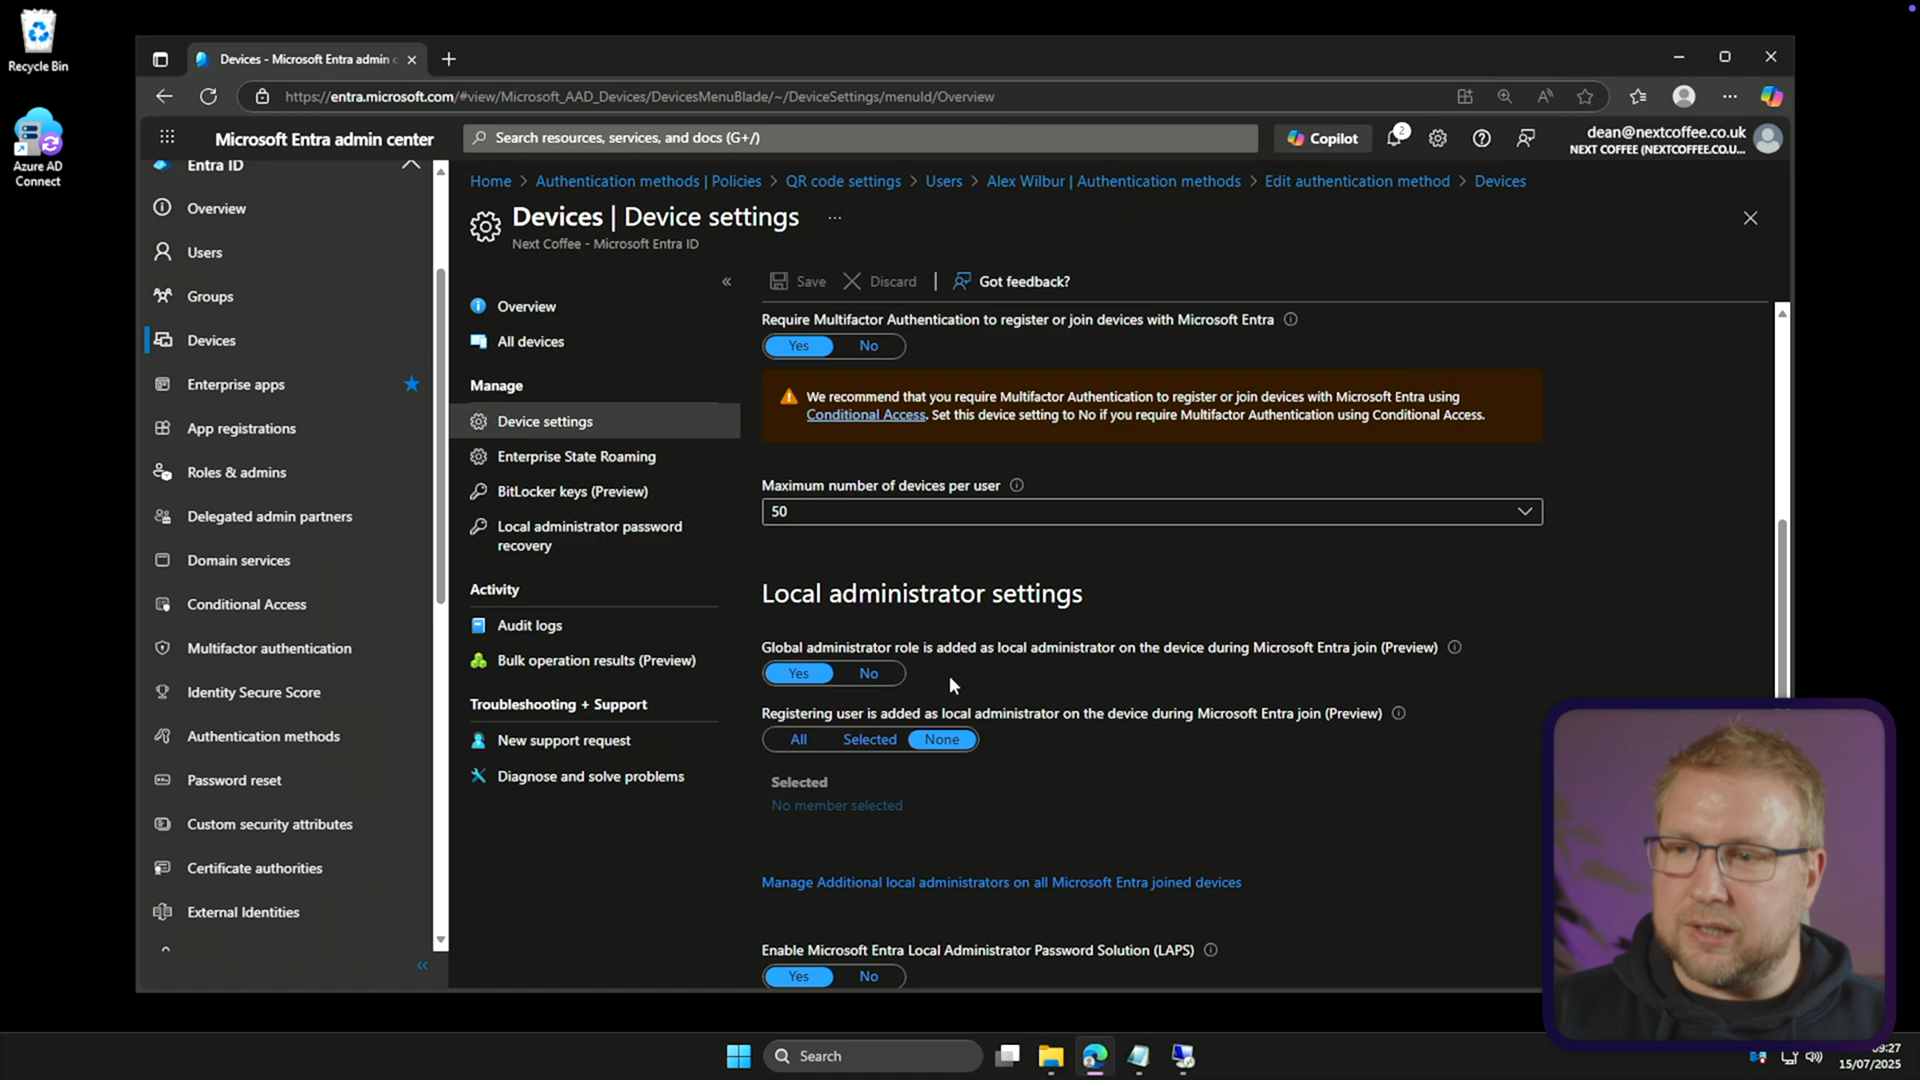 Recycle Bin
Azure AD
Connect
Devices - Microsoft Entra admin c
https://entra.microsoft.com/#view/Microsoft_AAD_Devices/DevicesMenuBlade/~/DeviceSettings/menuId/Overview
Microsoft Entra admin center
Search resources, services, and docs (G+/)
Copilot
2
dean@nextcoffee.co.uk
NEXT COFFEE (NEXTCOFFEE.CO.U...
Entra ID
Overview
Users
Groups
Devices
Enterprise apps
App registrations
Roles & admins
Delegated admin partners
Domain services
Conditional Access
Multifactor authentication
Identity Secure Score
Authentication methods
Password reset
Custom security attributes
Certificate authorities
External Identities
Home > Authentication methods | Policies > QR code settings > Users > Alex Wilbur | Authentication methods > Edit authentication method > Devices
Devices | Device settings ...
Next Coffee - Microsoft Entra ID
Overview
All devices
Manage
Device settings
Enterprise State Roaming
BitLocker keys (Preview)
Local administrator password
recovery
Activity
Audit logs
Bulk operation results (Preview)
Troubleshooting + Support
New support request
Diagnose and solve problems
Save Discard | Got feedback?
Require Multifactor Authentication to register or join devices with Microsoft Entra
Yes No
We recommend that you require Multifactor Authentication to register or join devices with Microsoft Entra using
Conditional Access. Set this device setting to No if you require Multifactor Authentication using Conditional Access.
Maximum number of devices per user
50
Local administrator settings
Global administrator role is added as local administrator on the device during Microsoft Entra join (Preview)
Yes No
Registering user is added as local administrator on the device during Microsoft Entra join (Preview)
All Selected None
Selected
No member selected
Manage Additional local administrators on all Microsoft Entra joined devices
Enable Microsoft Entra Local Administrator Password Solution (LAPS)
Yes No
Search
09:27
15/07/2025